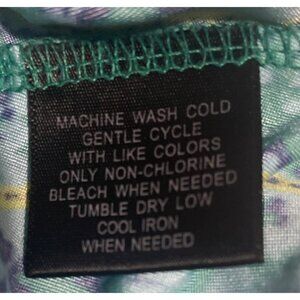 MACHINE WASH COLD
GENTLE CYCLE
WITH LIKE COLORS
ONLY NON-CHLORINE
BLEACH WHEN NEEDED
TUMBLE DRY LOW
COOL IRON
WHEN NEEDED